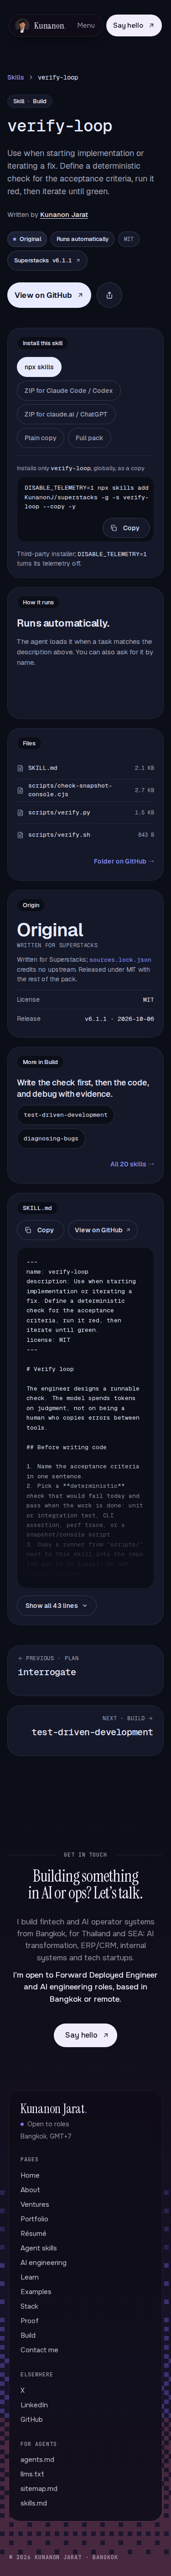 Kunanon.
Menu
Say hello ↗
Skills > verify-loop
Skill · Build
verify-loop
Use when starting implementation or
iterating a fix. Define a deterministic
check for the acceptance criteria, run it
red, then iterate until green.
Written by Kunanon Jarat
Original
Runs automatically
MIT
Superstacks v6.1.1 ↗
View on GitHub ↗
Install this skill
npx skills
ZIP for Claude Code / Codex
ZIP for claude.ai / ChatGPT
Plain copy
Full pack
Installs only verify-loop, globally, as a copy
DISABLE_TELEMETRY=1 npx skills add
KunanonJ/superstacks -g -s verify-
loop --copy -y
Copy
Third-party installer; DISABLE_TELEMETRY=1
turns its telemetry off.
How it runs
Runs automatically.
The agent loads it when a task matches the
description above. You can also ask for it by
name.
Files
SKILL.md 2.1 KB
scripts/check-snapshot-
console.cjs 2.7 KB
scripts/verify.py 1.5 KB
scripts/verify.sh 843 B
Folder on GitHub →
Origin
Original
WRITTEN FOR SUPERSTACKS
Written for Superstacks; sources.lock.json
credits no upstream. Released under MIT with
the rest of the pack.
License MIT
Release v6.1.1 · 2026-10-06
More in Build
Write the check first, then the code,
and debug with evidence.
test-driven-development
diagnosing-bugs
All 20 skills →
SKILL.md
Copy
View on GitHub ↗
---
name: verify-loop
description: Use when starting
implementation or iterating a
fix. Define a deterministic
check for the acceptance
criteria, run it red, then
iterate until green.
license: MIT
---
# Verify loop
The engineer designs a runnable
check. The model spends tokens
on judgment, not on being a
human who copies errors between
tools.
## Before writing code
1. Name the acceptance criteria
in one sentence.
2. Pick a **deterministic**
check that would fail today and
pass when the work is done: unit
or integration test, CLI
assertion, perf trace, or a
snapshot/console script.
3. Copy a runner from `scripts/`
next to this skill into the repo
Show all 43 lines
← PREVIOUS · PLAN
interrogate
NEXT · BUILD →
test-driven-development
GET IN TOUCH
Building something
in AI or ops? Let's talk.
I build fintech and AI operator systems
from Bangkok, for Thailand and SEA: AI
transformation, ERP/CRM, internal
systems and tech startups.
I'm open to Forward Deployed Engineer
and AI engineering roles, based in
Bangkok or remote.
Say hello ↗
Kunanon Jarat.
Open to roles
Bangkok, GMT+7
PAGES
Home
About
Ventures
Portfolio
Résumé
Agent skills
AI engineering
Learn
Examples
Stack
Proof
Build
Contact me
ELSEWHERE
X
LinkedIn
GitHub
FOR AGENTS
agents.md
llms.txt
sitemap.md
skills.md
© 2026 KUNANON JARAT · BANGKOK